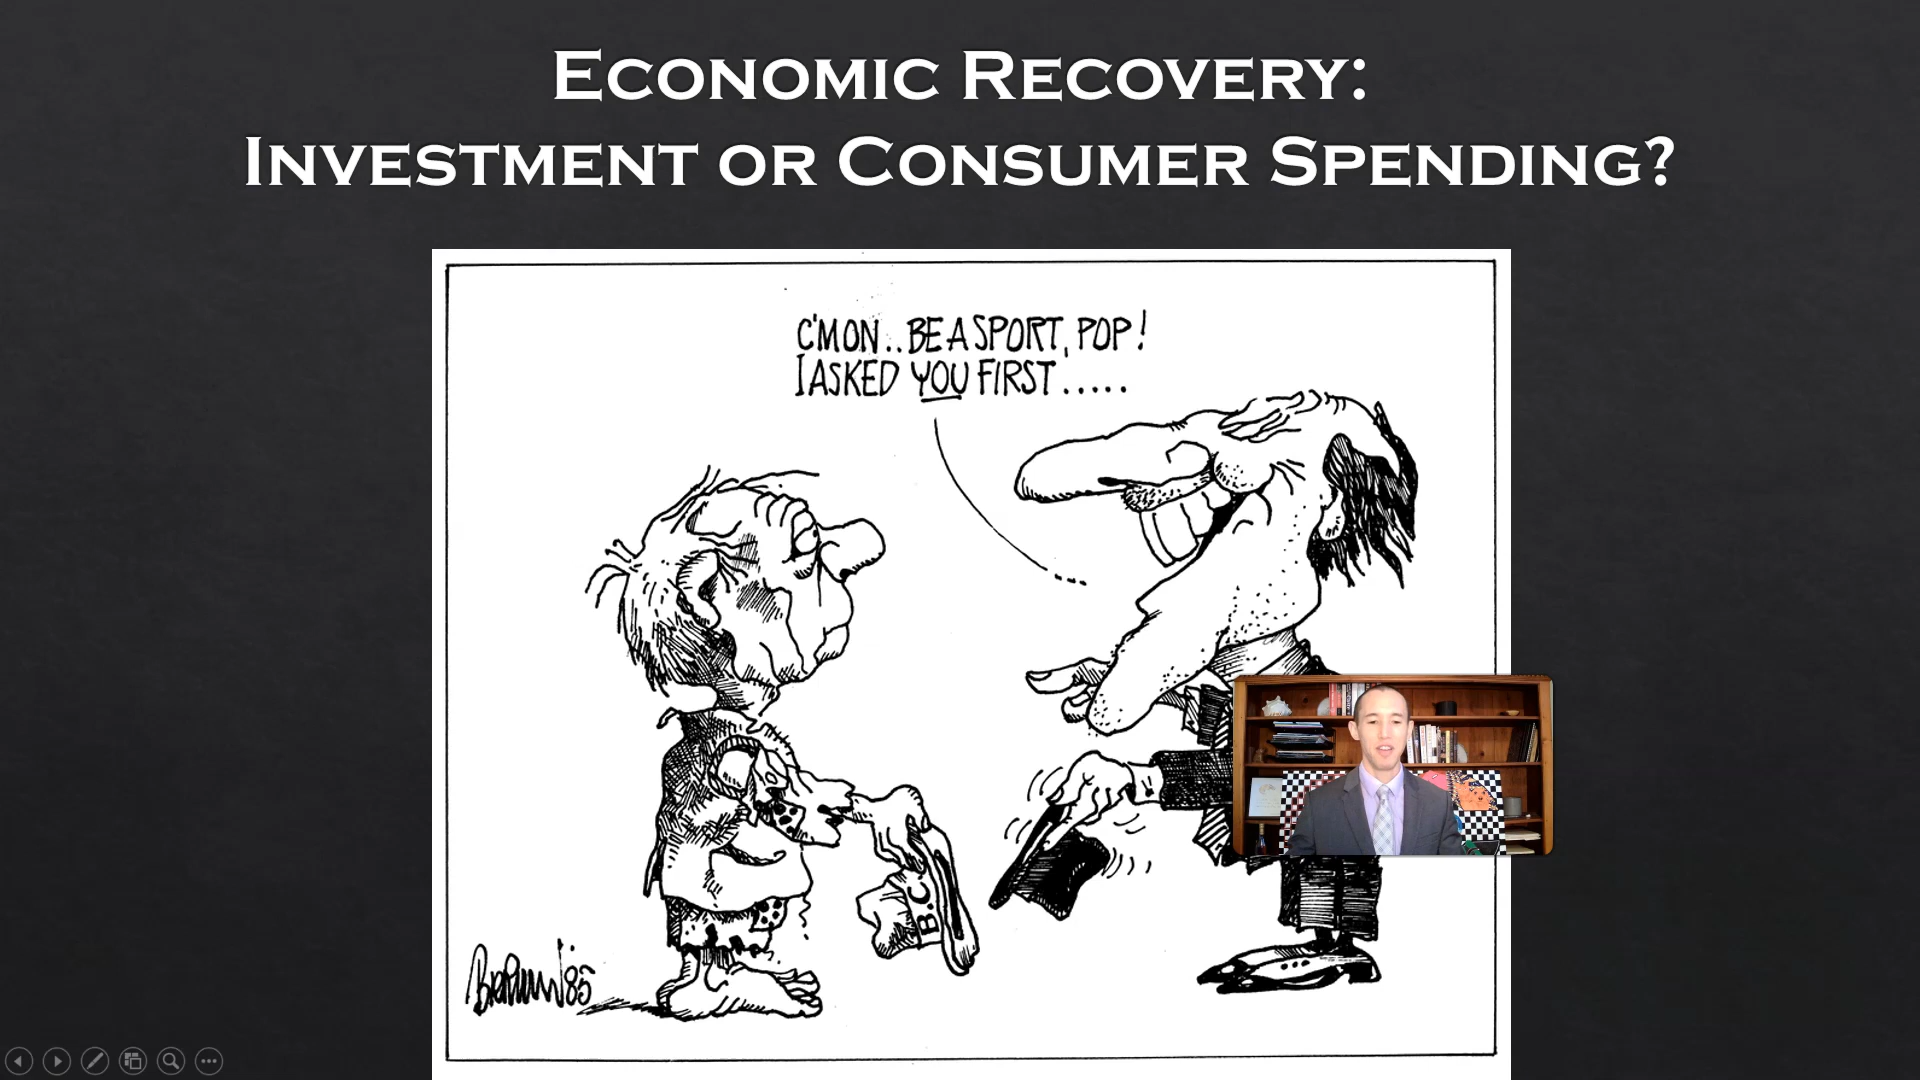 Economic Recovery:
Investment or Consumer Spending?
C'MON.. BE A SPORT, POP!
I ASKED YOU FIRST.....
B.C
'85